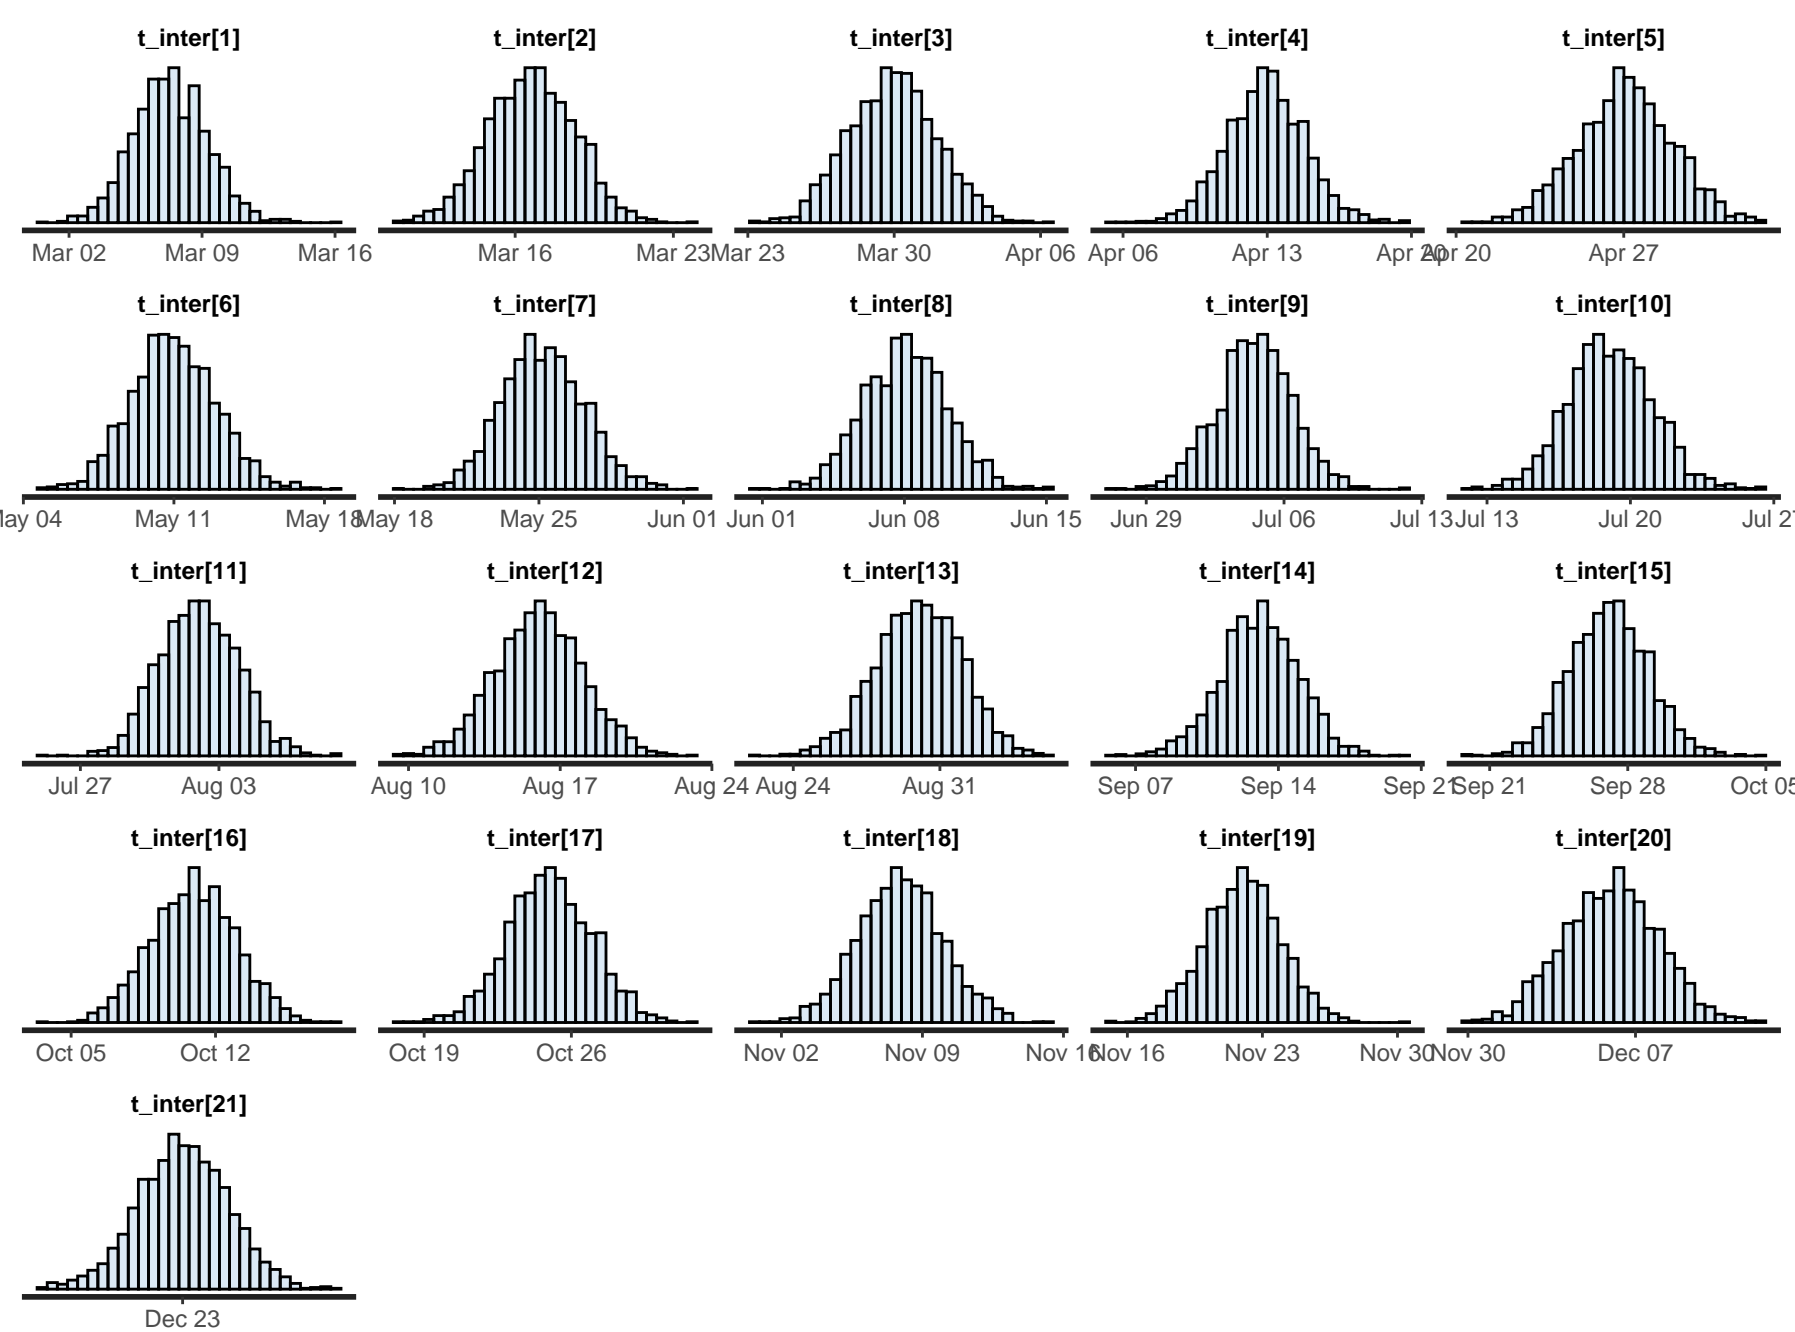 t_inter[1] t_inter[2] t_inter[3] t_inter[4] t_inter[5]
Mar 02 Mar 09 Mar 16 Mar 16 Mar 23 Mar 23 Mar 30 Apr 06 Apr 06 Apr 13 Apr 20 Apr 20 Apr 27
t_inter[6] t_inter[7] t_inter[8] t_inter[9] t_inter[10]
May 04 May 11 May 18 May 18 May 25 Jun 01 Jun 01 Jun 08 Jun 15 Jun 29 Jul 06 Jul 13 Jul 13 Jul 20 Jul 27
t_inter[11] t_inter[12] t_inter[13] t_inter[14] t_inter[15]
Jul 27 Aug 03 Aug 10 Aug 17 Aug 24 Aug 24 Aug 31 Sep 07 Sep 14 Sep 21 Sep 21 Sep 28 Oct 05
t_inter[16] t_inter[17] t_inter[18] t_inter[19] t_inter[20]
Oct 05 Oct 12 Oct 19 Oct 26 Nov 02 Nov 09 Nov 16 Nov 16 Nov 23 Nov 30 Nov 30 Dec 07
t_inter[21]
Dec 23